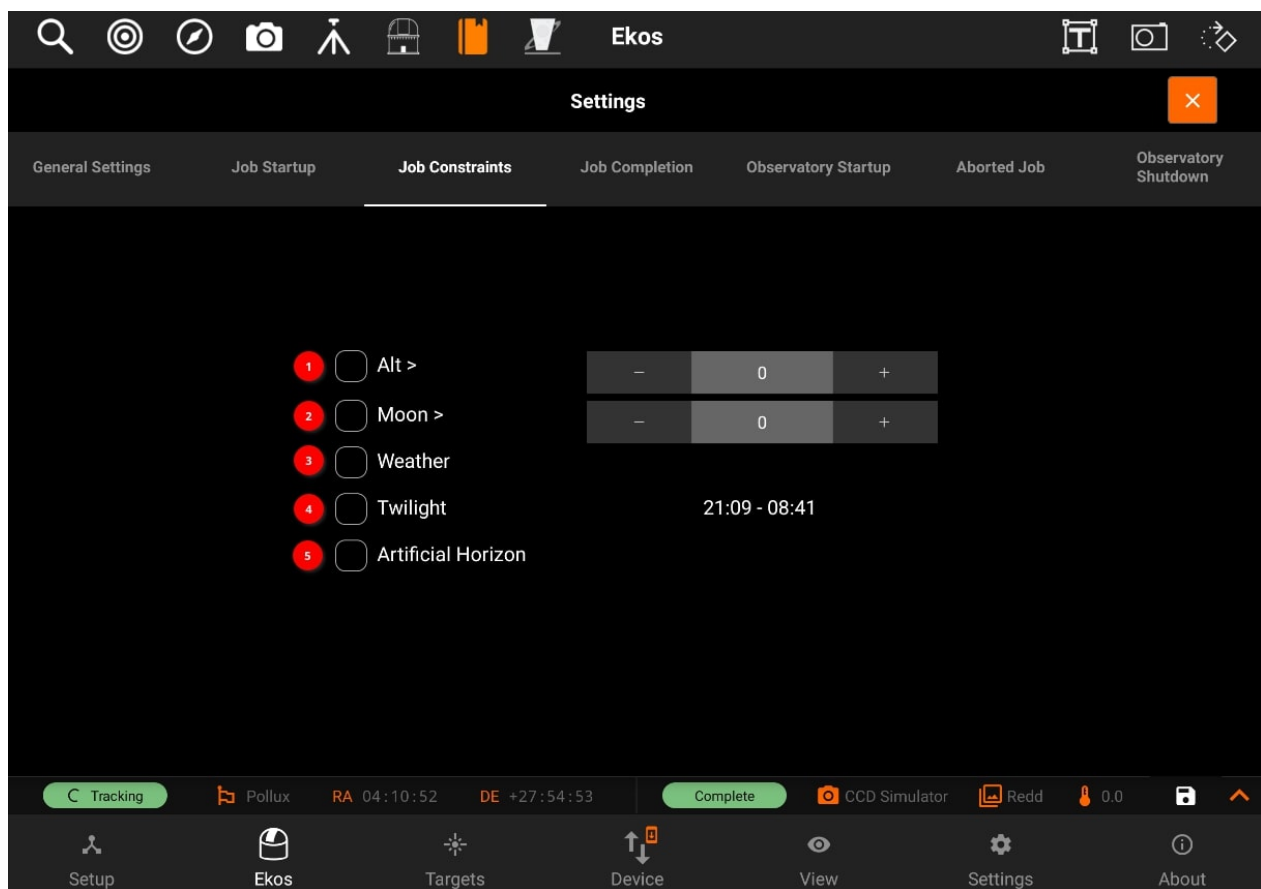 Ekos
T
Settings
×
General Settings Job Startup Job Constraints Job Completion Observatory Startup Aborted Job Observatory Shutdown
1 Alt > − 0 +
2 Moon > − 0 +
3 Weather
4 Twilight 21:09 - 08:41
5 Artificial Horizon
Tracking Pollux RA 04:10:52 DE +27:54:53 Complete CCD Simulator Redd 0.0
Setup Ekos Targets Device View Settings About